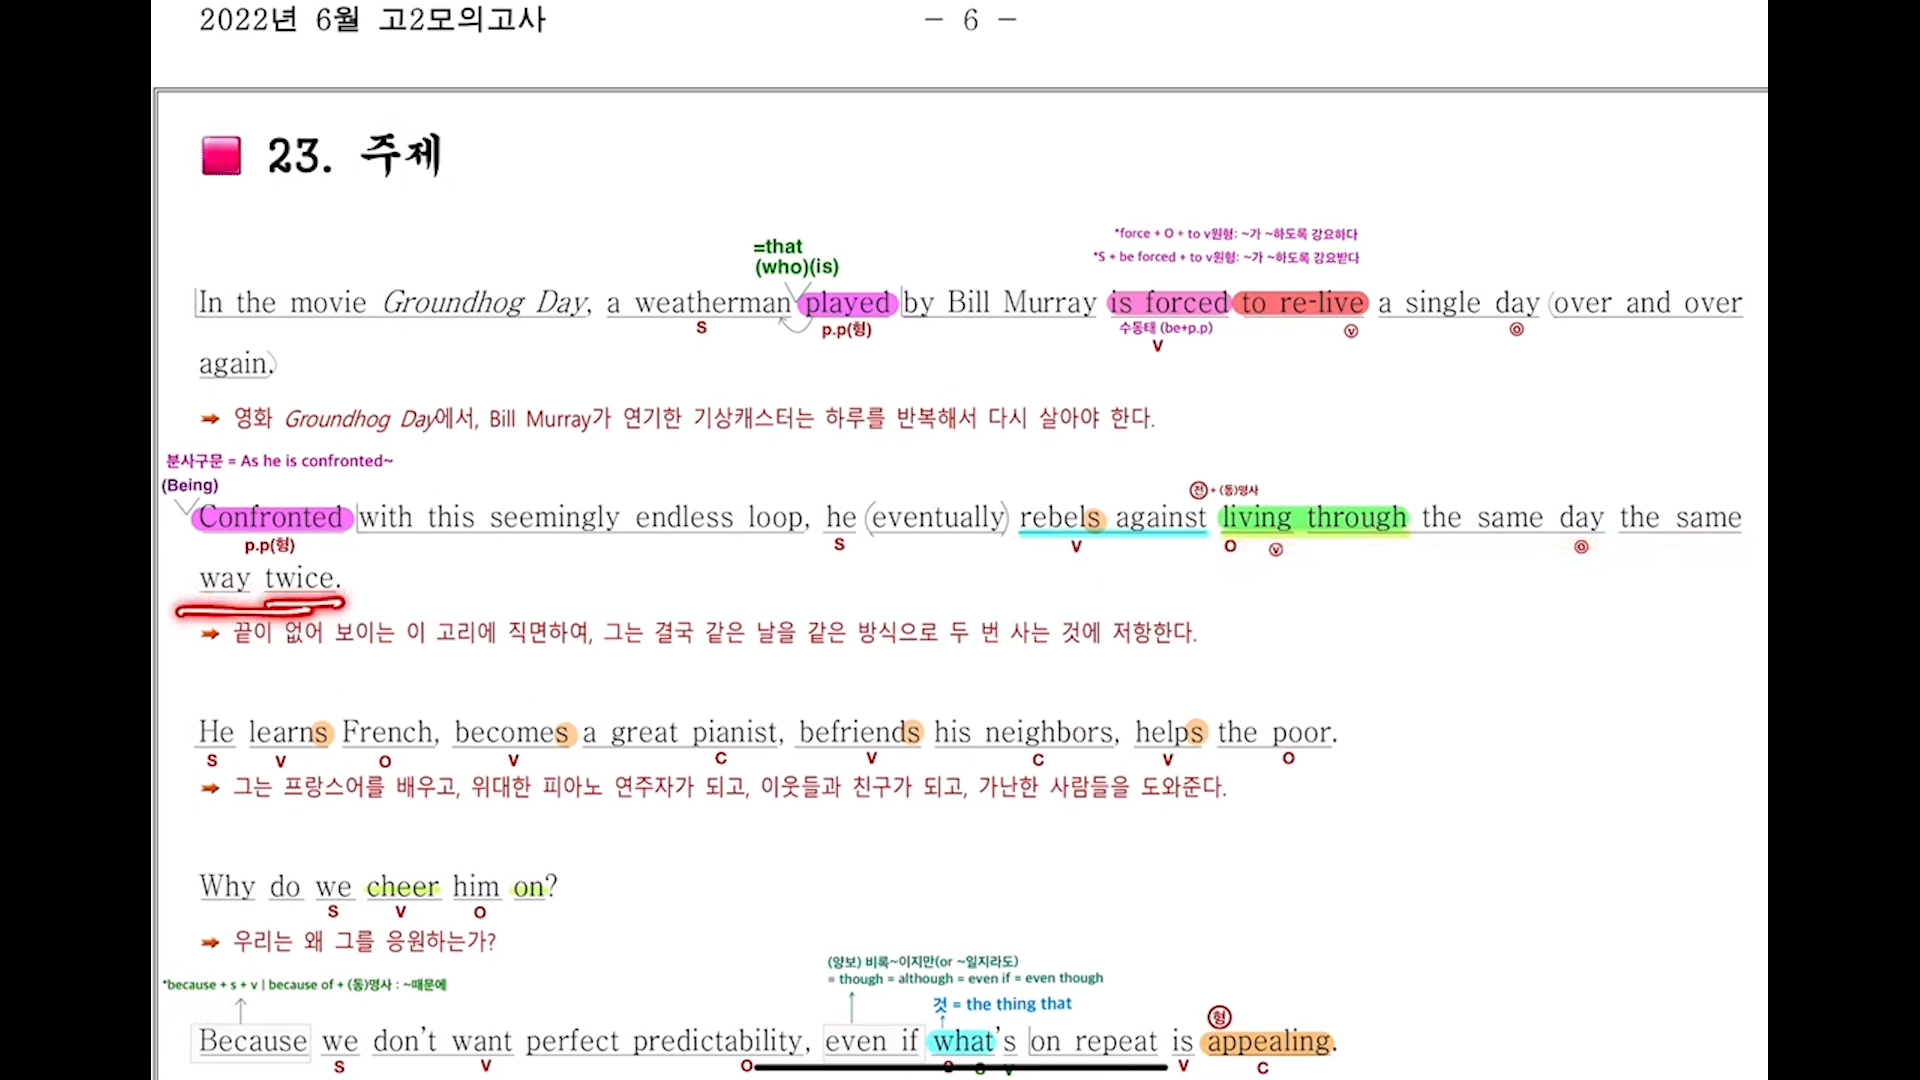 2022년 6월 고2모의고사 - 6 -
23. 주제
*force + O + to v원형: ~가 ~하도록 강요하다
=that
(who)(is)
*S + be forced + to v원형: ~가 ~하도록 강요받다
In the movie Groundhog Day, a weatherman played by Bill Murray is forced to re-live a single day (over and over
S p.p(형) 수동태 (be+p.p) V ⓥ ⓞ
again.)
➡ 영화 Groundhog Day에서, Bill Murray가 연기한 기상캐스터는 하루를 반복해서 다시 살아야 한다.
분사구문 = As he is confronted~
(Being) 전 + (동)명사
Confronted with this seemingly endless loop, he (eventually) rebels against living through the same day the same
p.p(형) S V O ⓥ ⓞ
way twice.
➡ 끝이 없어 보이는 이 고리에 직면하여, 그는 결국 같은 날을 같은 방식으로 두 번 사는 것에 저항한다.
He learns French, becomes a great pianist, befriends his neighbors, helps the poor.
S V O V C V C V O
➡ 그는 프랑스어를 배우고, 위대한 피아노 연주자가 되고, 이웃들과 친구가 되고, 가난한 사람들을 도와준다.
Why do we cheer him on?
S V O
➡ 우리는 왜 그를 응원하는가?
(양보) 비록~이지만(or ~일지라도)
*because + s + v | because of + (동)명사 : ~때문에 = though = although = even if = even though
것 = the thing that
형
Because we don't want perfect predictability, even if what's on repeat is appealing.
S V O S V V C